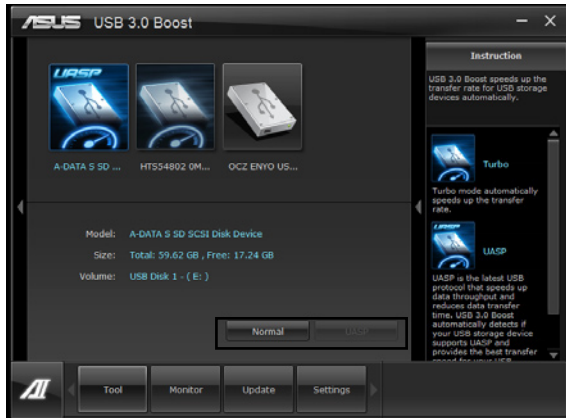 ASUS USB 3.0 Boost
UASP
A-DATA S SD ...
HTS54802 0M...
OCZ ENYO US...
Model: A-DATA S SD SCSI Disk Device
Size: Total: 59.62 GB , Free: 17.24 GB
Volume: USB Disk 1 - ( E: )
Normal
UASP
Instruction
USB 3.0 Boost speeds up the
transfer rate for USB storage
devices automatically.
Turbo
Turbo mode automatically
speeds up the transfer
rate.
UASP
UASP
UASP is the latest USB
protocol that speeds up
data throughput and
reduces data transfer
time. USB 3.0 Boost
automatically detects if
your USB storage device
supports UASP and
provides the best transfer
speed for your USB
Tool
Monitor
Update
Settings